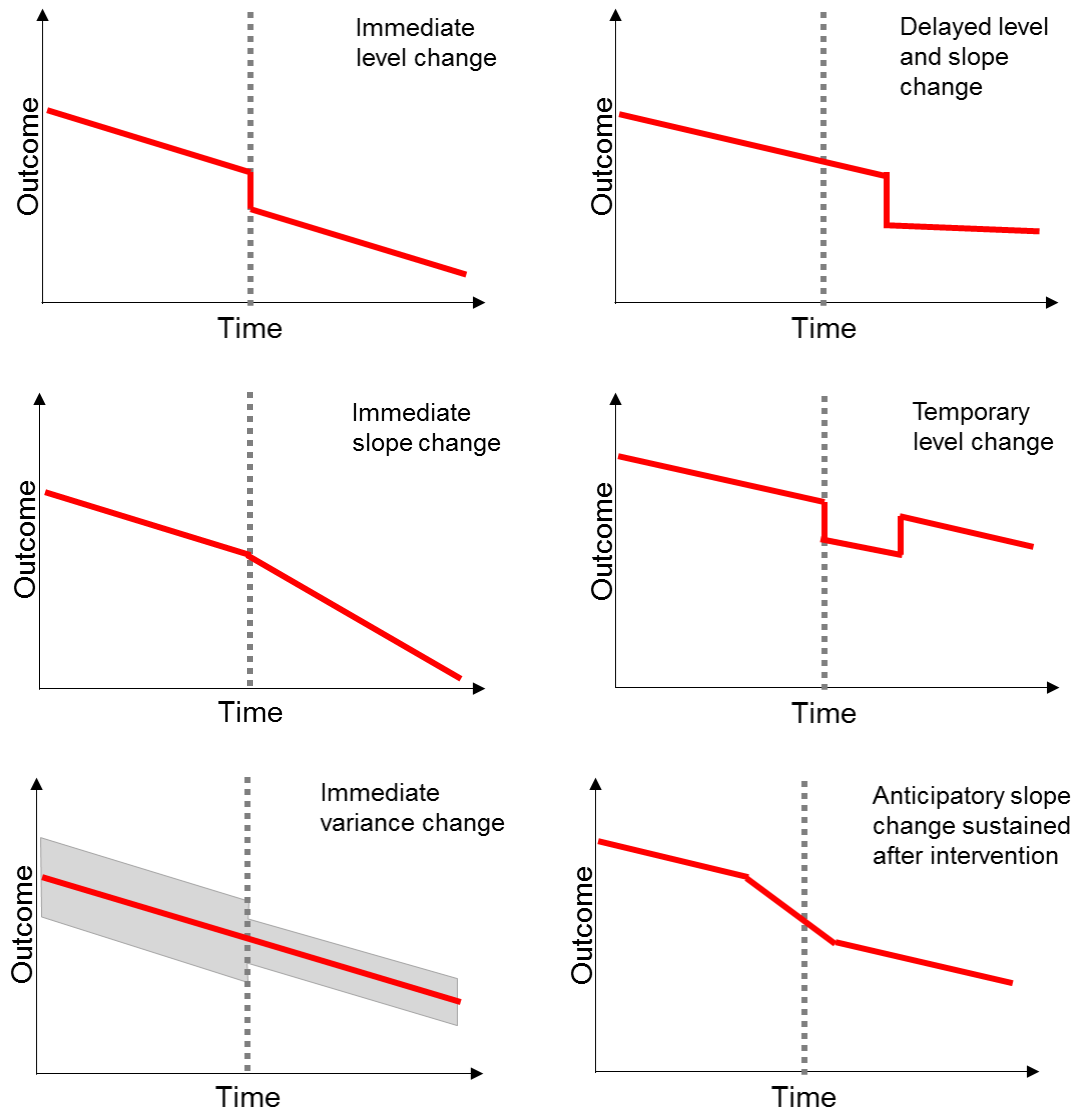 Immediate
level change
Outcome
Time
Delayed level
and slope
change
Outcome
Time
Immediate
slope change
Outcome
Time
Temporary
level change
Outcome
Time
Immediate
variance change
Outcome
Time
Anticipatory slope
change sustained
after intervention
Outcome
Time